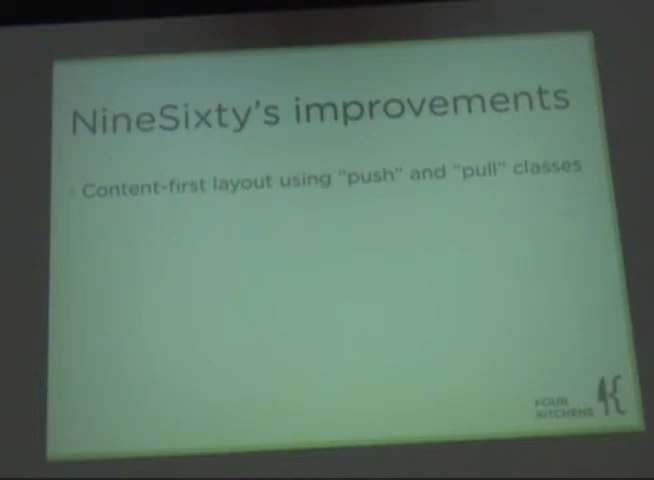 NineSixty's improvements
Content-first layout using "push" and "pull" classes
FOUR
KITCHENS